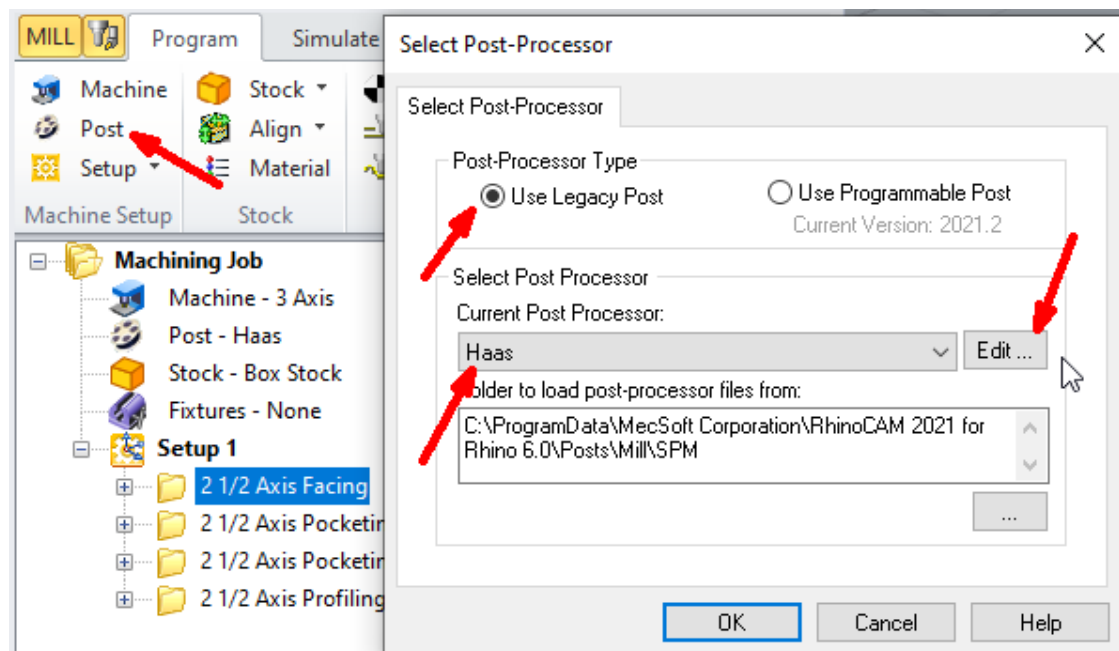 MILL
Program
Simulate
Machine
Stock
Post
Align
Setup
Material
Machine Setup
Stock
Machining Job
Machine - 3 Axis
Post - Haas
Stock - Box Stock
Fixtures - None
Setup 1
2 1/2 Axis Facing
2 1/2 Axis Pocketin
2 1/2 Axis Pocketin
2 1/2 Axis Profiling
Select Post-Processor
Select Post-Processor
Post-Processor Type
Use Legacy Post
Use Programmable Post
Current Version: 2021.2
Select Post Processor
Current Post Processor:
Haas
Edit ...
older to load post-processor files from:
C:\ProgramData\MecSoft Corporation\RhinoCAM 2021 for
Rhino 6.0\Posts\Mill\SPM
...
OK
Cancel
Help